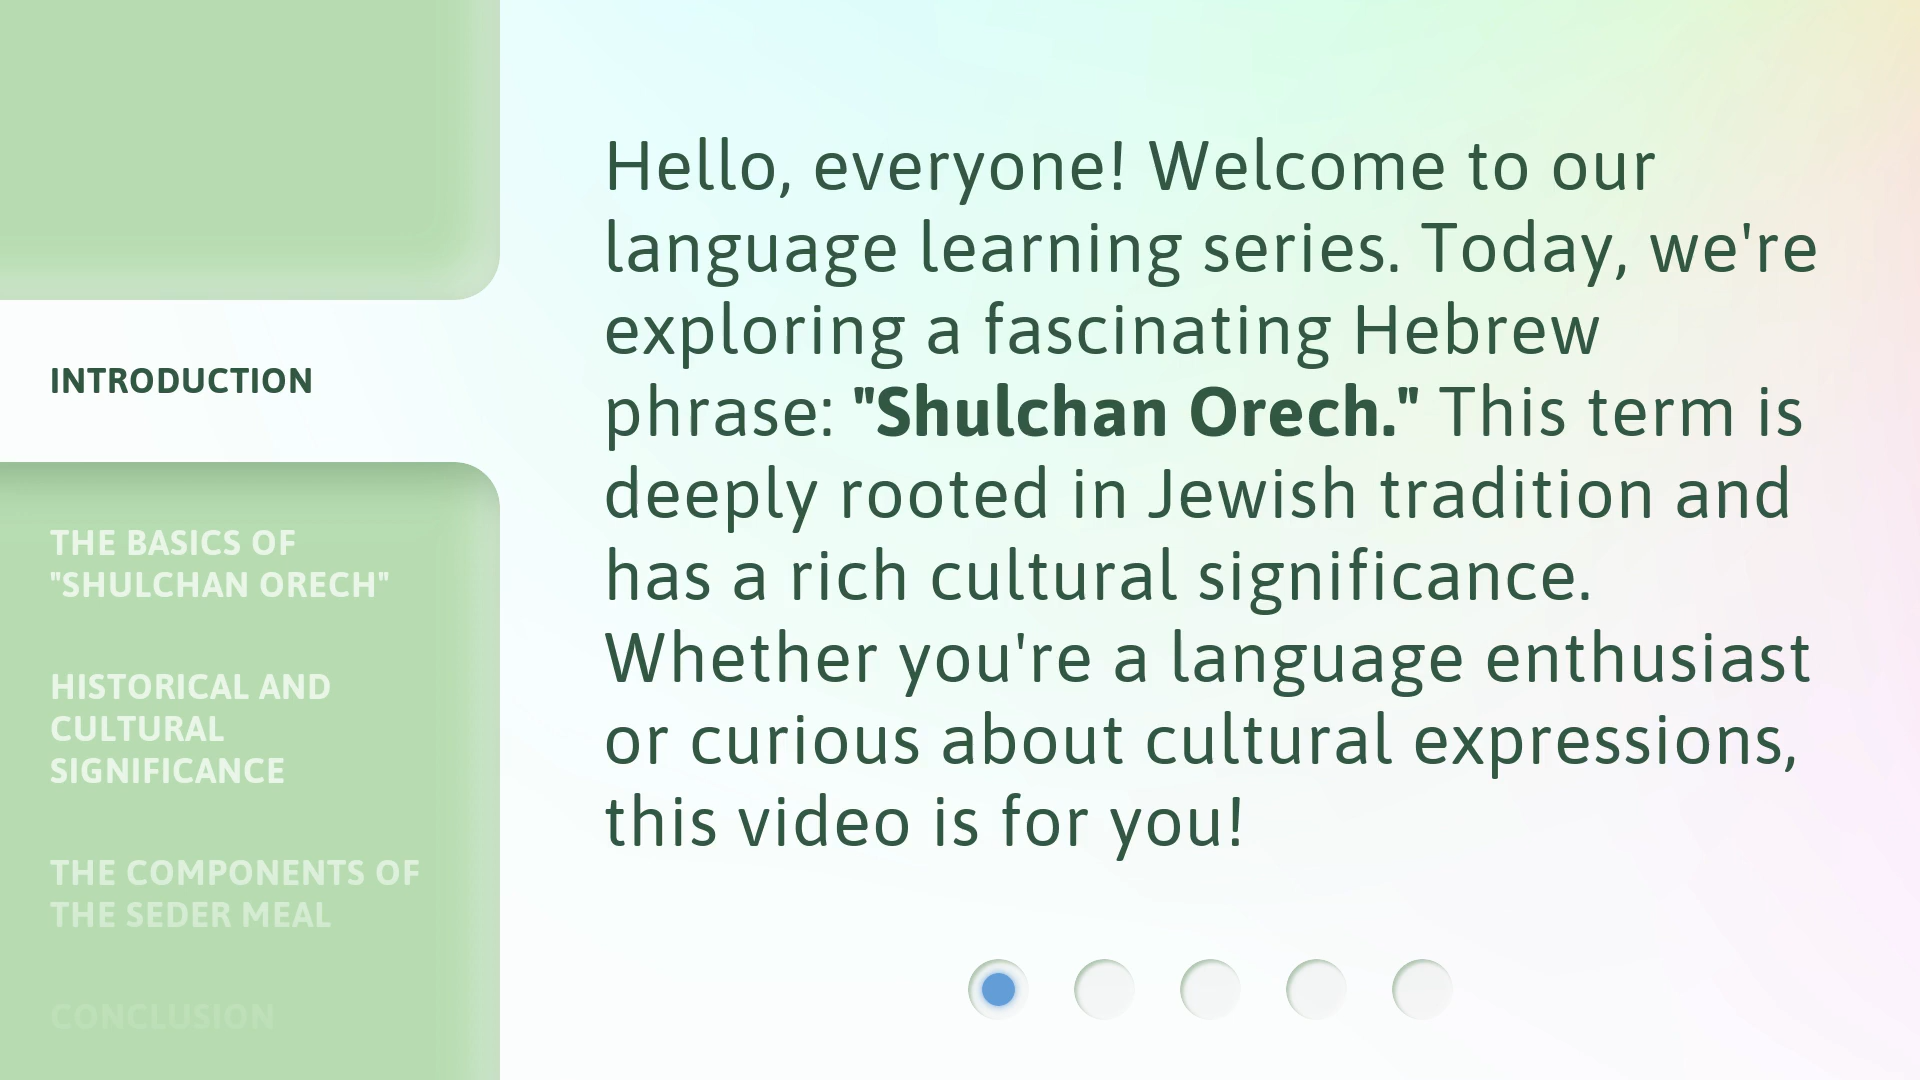 INTRODUCTION
THE BASICS OF
"SHULCHAN ORECH"
HISTORICAL AND
CULTURAL
SIGNIFICANCE
THE COMPONENTS OF
THE SEDER MEAL
CONCLUSION
Hello, everyone! Welcome to our
language learning series. Today, we're
exploring a fascinating Hebrew
phrase: "Shulchan Orech." This term is
deeply rooted in Jewish tradition and
has a rich cultural significance.
Whether you're a language enthusiast
or curious about cultural expressions,
this video is for you!